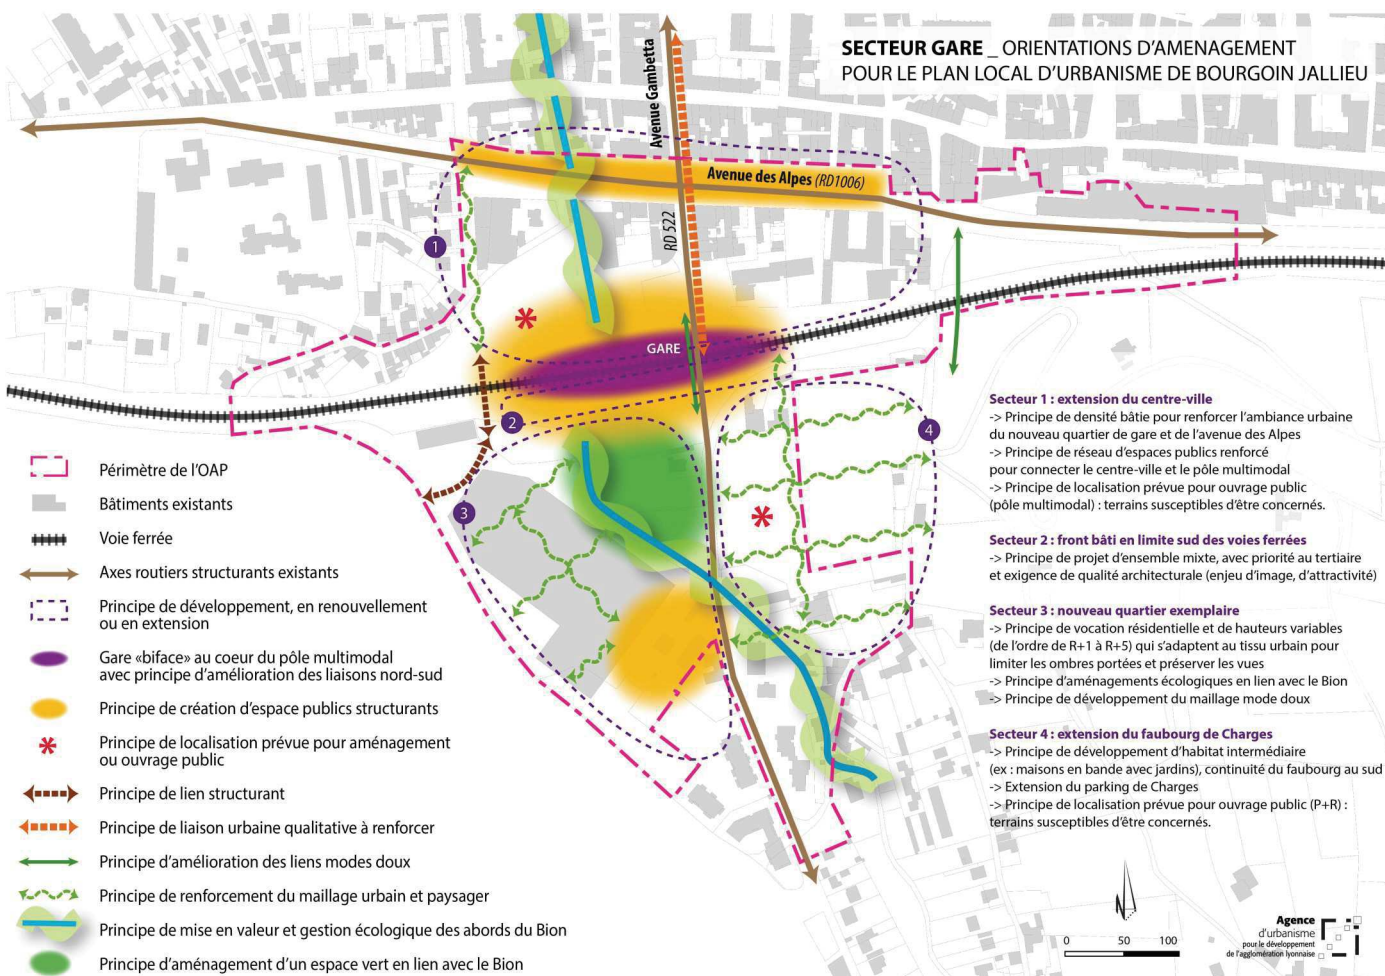 SECTEUR GARE _ ORIENTATIONS D'AMENAGEMENT
POUR LE PLAN LOCAL D'URBANISME DE BOURGOIN JALLIEU
Avenue Gambetta
Avenue des Alpes (RD1006)
RD 522
1
GARE
2
3
4
Périmètre de l'OAP
Bâtiments existants
Voie ferrée
Axes routiers structurants existants
Principe de développement, en renouvellement
ou en extension
Gare «biface» au coeur du pôle multimodal
avec principe d'amélioration des liaisons nord-sud
Principe de création d'espace publics structurants
Principe de localisation prévue pour aménagement
ou ouvrage public
Principe de lien structurant
Principe de liaison urbaine qualitative à renforcer
Principe d'amélioration des liens modes doux
Principe de renforcement du maillage urbain et paysager
Principe de mise en valeur et gestion écologique des abords du Bion
Principe d'aménagement d'un espace vert en lien avec le Bion
Secteur 1 : extension du centre-ville
-> Principe de densité bâtie pour renforcer l'ambiance urbaine
du nouveau quartier de gare et de l'avenue des Alpes
-> Principe de réseau d'espaces publics renforcé
pour connecter le centre-ville et le pôle multimodal
-> Principe de localisation prévue pour ouvrage public
(pôle multimodal) : terrains susceptibles d'être concernés.
Secteur 2 : front bâti en limite sud des voies ferrées
-> Principe de projet d'ensemble mixte, avec priorité au tertiaire
et exigence de qualité architecturale (enjeu d'image, d'attractivité)
Secteur 3 : nouveau quartier exemplaire
-> Principe de vocation résidentielle et de hauteurs variables
(de l'ordre de R+1 à R+5) qui s'adaptent au tissu urbain pour
limiter les ombres portées et préserver les vues
-> Principe d'aménagements écologiques en lien avec le Bion
-> Principe de développement du maillage mode doux
Secteur 4 : extension du faubourg de Charges
-> Principe de développement d'habitat intermédiaire
(ex : maisons en bande avec jardins), continuité du faubourg au sud
-> Extension du parking de Charges
-> Principe de localisation prévue pour ouvrage public (P+R) :
terrains susceptibles d'être concernés.
N
0 50 100
Agence
d'urbanisme
pour le développement
de l'agglomération lyonnaise